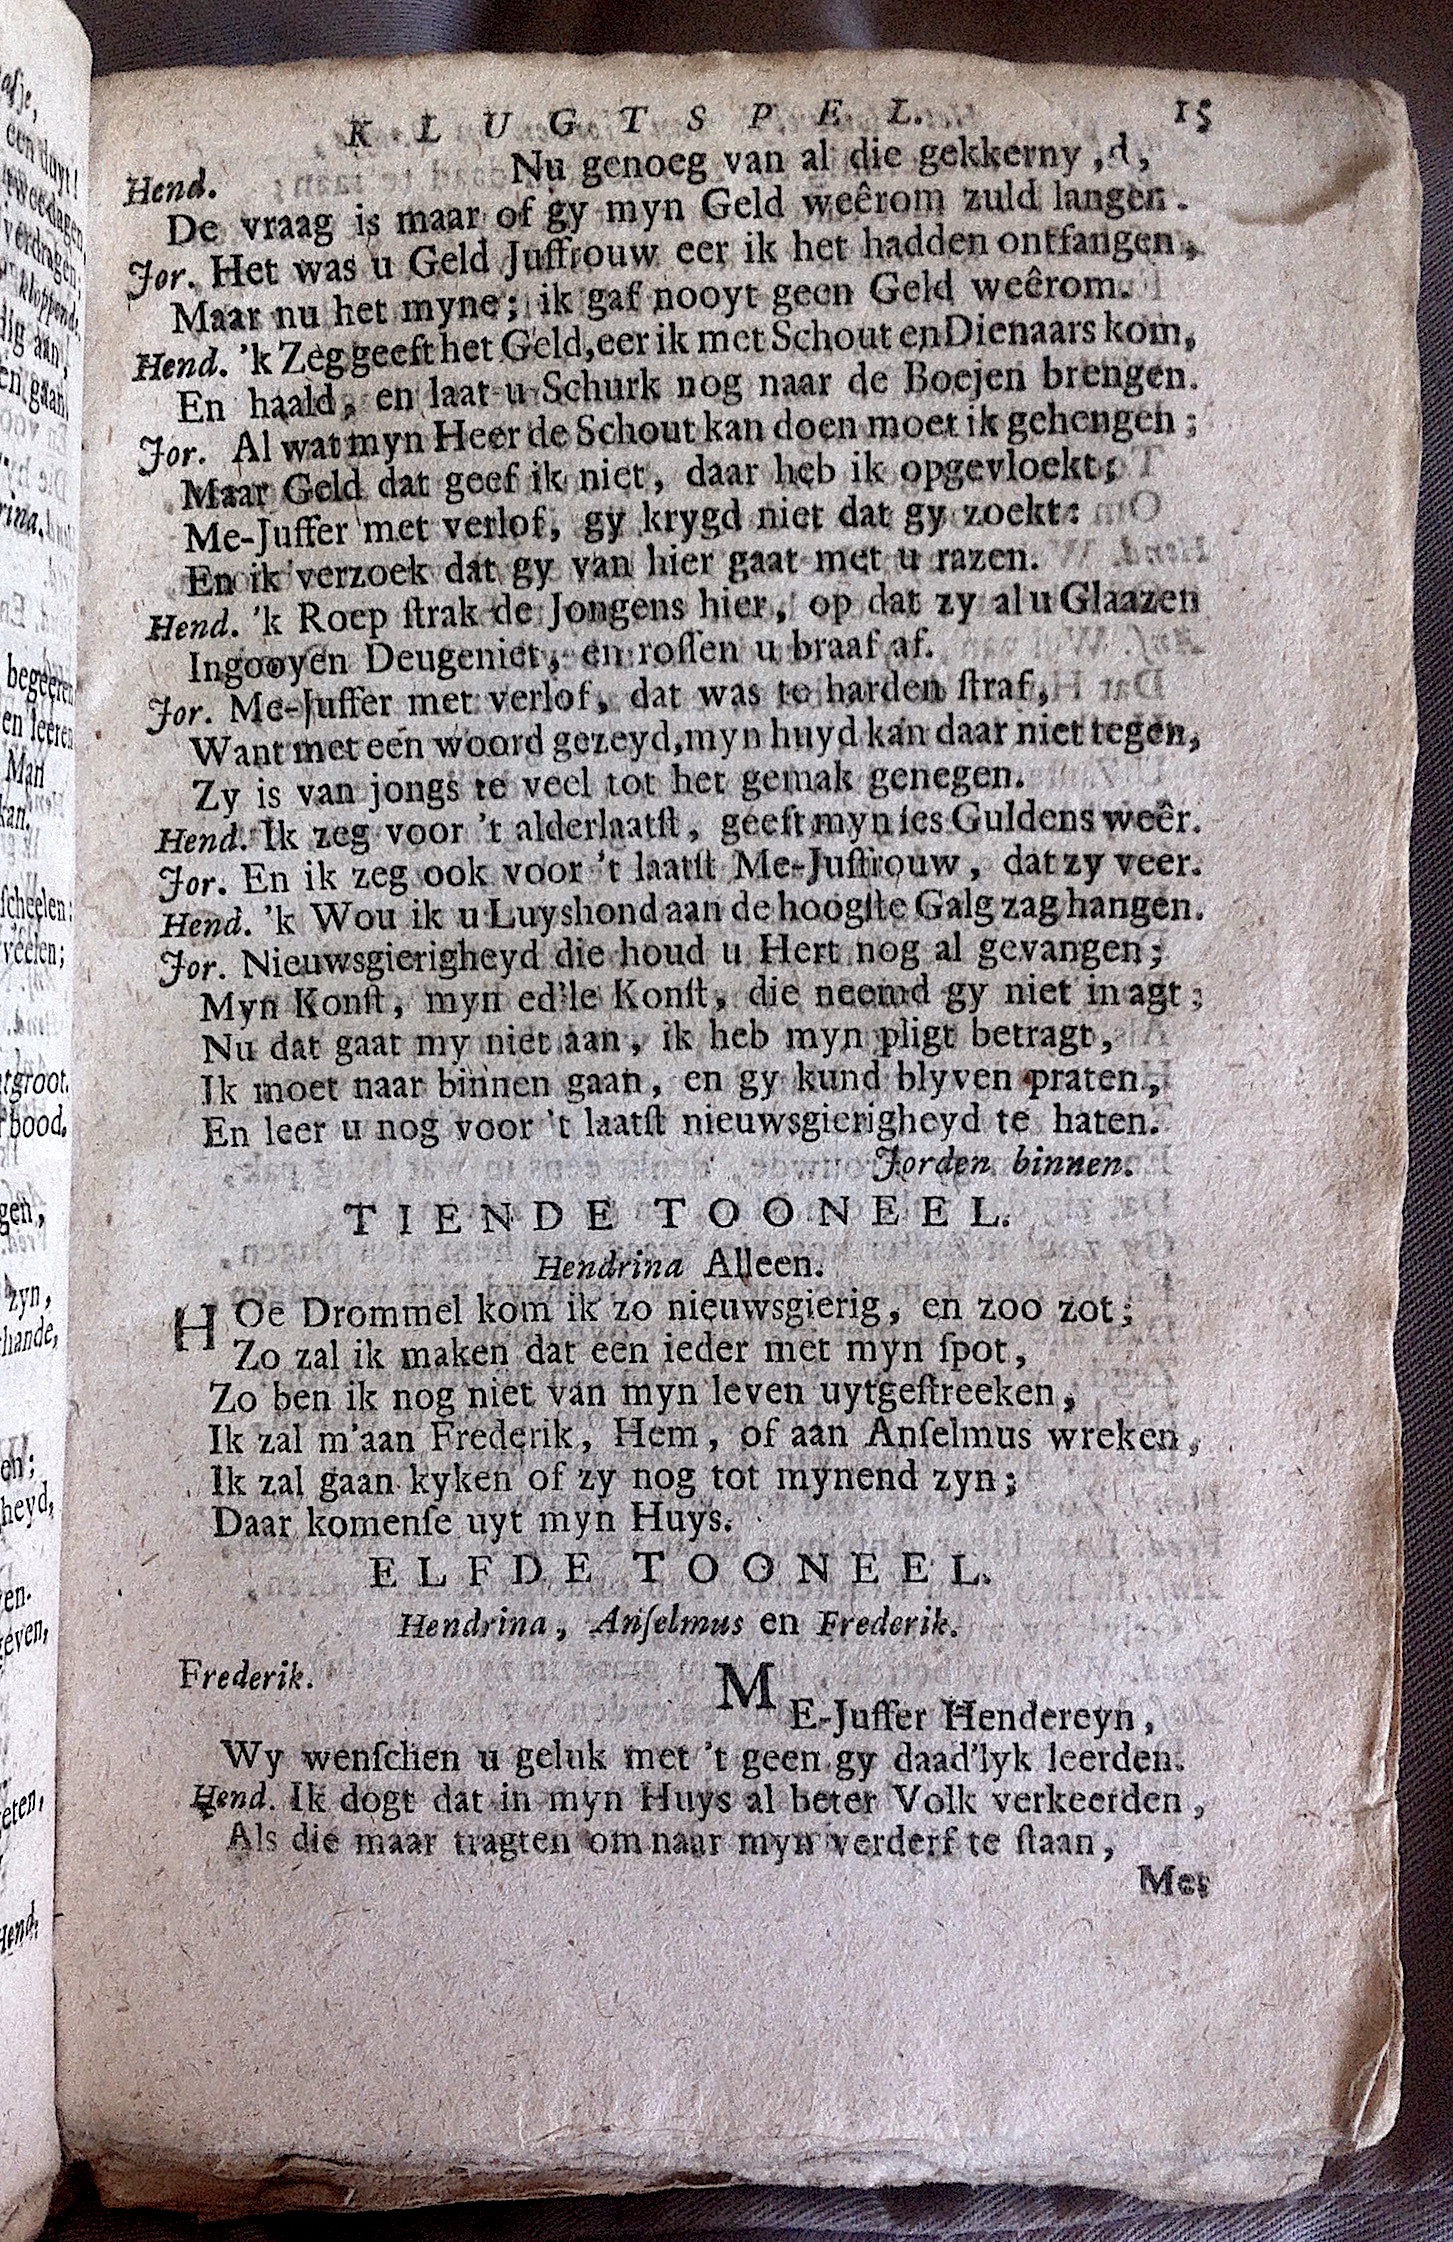 KLUGTSPEL. 15
Hend. Nu genoeg van al die gekkerny,
De vraag is maar of gy myn Geld weêrom zuld langen.
Jor. Het was u Geld Juffrouw eer ik het hadden ontfangen,
Maar nu het myne; ik gaf nooyt geen Geld weêrom.
Hend. 'k Zeg geeft het Geld, eer ik met Schout en Dienaars kom,
En haald, en laat u Schurk nog naar de Boejen brengen.
Jor. Al wat myn Heer de Schout kan doen moet ik gehengen;
Maar Geld dat geef ik niet, daar heb ik op gevloekt;
Me-Juffer met verlof, gy krygd niet dat gy zoekt:
En ik verzoek dat gy van hier gaat met u razen.
Hend. 'k Roep ſtrak de Jongens hier, op dat zy al u Glaazen
Ingooyen Deugeniet, en roſſen u braaf af.
Jor. Me-Juffer met verlof, dat was te harden ſtraf,
Want met een woord gezeyd, myn huyd kan daar niet tegen,
Zy is van jongs te veel tot het gemak genegen.
Hend. Ik zeg voor 't alderlaatſt, geeft myn ſes Guldens weêr.
Jor. En ik zeg ook voor 't laatſt Me-Juffrouw, dat zy veer.
Hend. 'k Wou ik u Luyshond aan de hoogſte Galg zag hangen.
Jor. Nieuwsgierigheyd die houd u Hert nog al gevangen;
Myn Konſt, myn ed'le Konſt, die neemd gy niet in agt;
Nu dat gaat my niet aan, ik heb myn pligt betragt,
Ik moet naar binnen gaan, en gy kund blyven praten,
En leer u nog voor 't laatſt nieuwsgierigheyd te haten.
Jorden binnen.
TIENDE TOONEEL.
Hendrina Alleen.
HOe Drommel kom ik zo nieuwsgierig, en zoo zot;
Zo zal ik maken dat een ieder met myn ſpot,
Zo ben ik nog niet van myn leven uytgeſtreeken,
Ik zal m'aan Frederik, Hem, of aan Anſelmus wreken,
Ik zal gaan kyken of zy nog tot mynend zyn;
Daar komenſe uyt myn Huys.
ELFDE TOONEEL.
Hendrina, Anſelmus en Frederik.
Frederik. ME-Juffer Hendereyn,
Wy wenſchen u geluk met 't geen gy daad'lyk leerden.
Hend. Ik dogt dat in myn Huys al beter Volk verkeerden,
Als die maar tragten om naar myn verderf te ſtaan,
Met